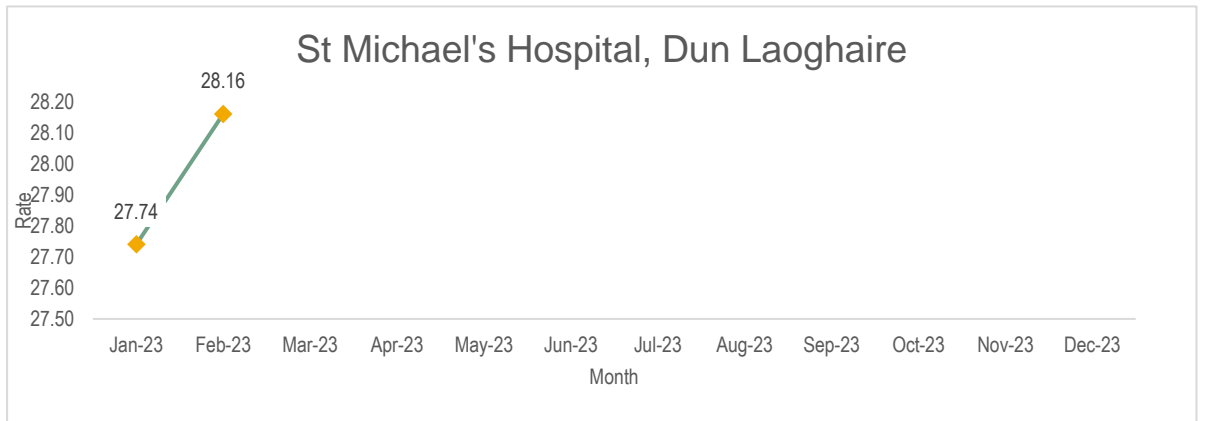 St Michael's Hospital, Dun Laoghaire
28.16
27.74
28.20
28.10
28.00
27.90
27.80
27.70
27.60
27.50
Rate
Jan-23 Feb-23 Mar-23 Apr-23 May-23 Jun-23 Jul-23 Aug-23 Sep-23 Oct-23 Nov-23 Dec-23
Month